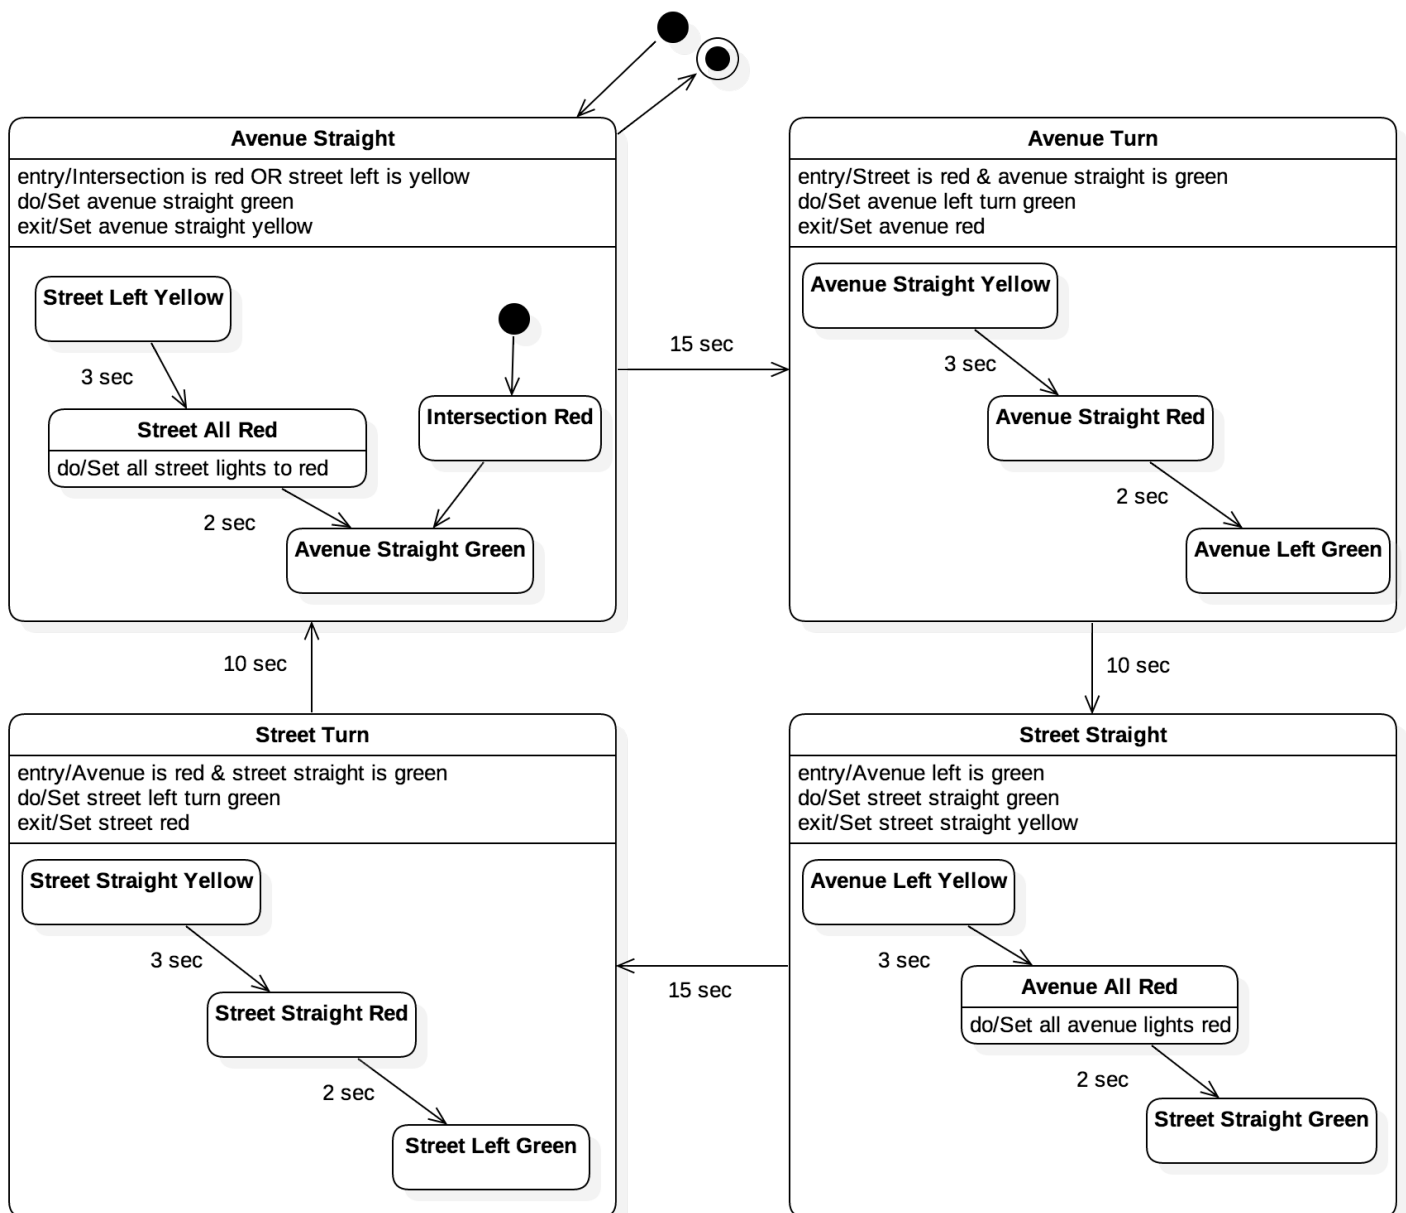 Avenue Straight
entry/Intersection is red OR street left is yellow
do/Set avenue straight green
exit/Set avenue straight yellow
Street Left Yellow
3 sec
Street All Red
do/Set all street lights to red
2 sec
Intersection Red
Avenue Straight Green
15 sec
Avenue Turn
entry/Street is red & avenue straight is green
do/Set avenue left turn green
exit/Set avenue red
Avenue Straight Yellow
3 sec
Avenue Straight Red
2 sec
Avenue Left Green
10 sec
10 sec
Street Turn
entry/Avenue is red & street straight is green
do/Set street left turn green
exit/Set street red
Street Straight Yellow
3 sec
Street Straight Red
2 sec
Street Left Green
15 sec
Street Straight
entry/Avenue left is green
do/Set street straight green
exit/Set street straight yellow
Avenue Left Yellow
3 sec
Avenue All Red
do/Set all avenue lights red
2 sec
Street Straight Green